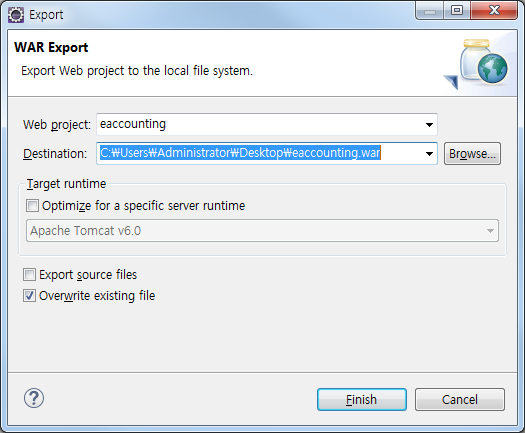 Export
WAR Export
Export Web project to the local file system.
Web project: eaccounting
Destination: C:₩Users₩Administrator₩Desktop₩eaccounting.war Browse...
Target runtime
Optimize for a specific server runtime
Apache Tomcat v6.0
Export source files
Overwrite existing file
? Finish Cancel